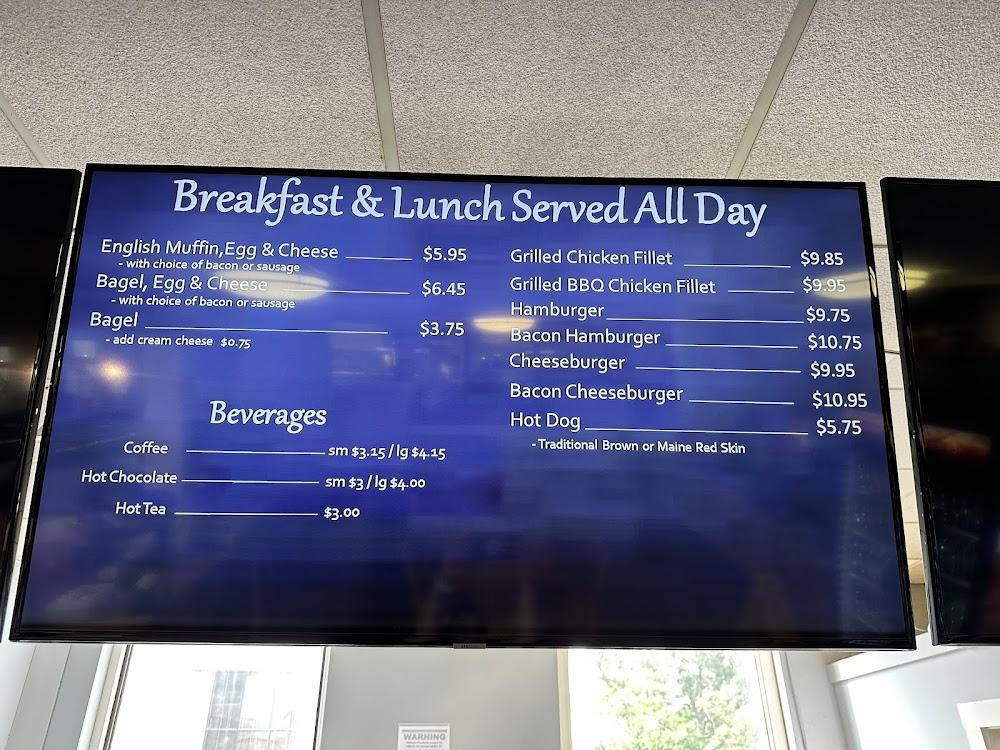 Breakfast & Lunch Served All Day
English Muffin,Egg & Cheese $5.95
- with choice of bacon or sausage
Bagel, Egg & Cheese $6.45
- with choice of bacon or sausage
Bagel $3.75
- add cream cheese $0.75
Beverages
Coffee sm $3.15 / lg $4.15
Hot Chocolate sm $3 / lg $4.00
Hot Tea $3.00
Grilled Chicken Fillet $9.85
Grilled BBQ Chicken Fillet $9.95
Hamburger $9.75
Bacon Hamburger $10.75
Cheeseburger $9.95
Bacon Cheeseburger $10.95
Hot Dog $5.75
- Traditional Brown or Maine Red Skin
WARNING